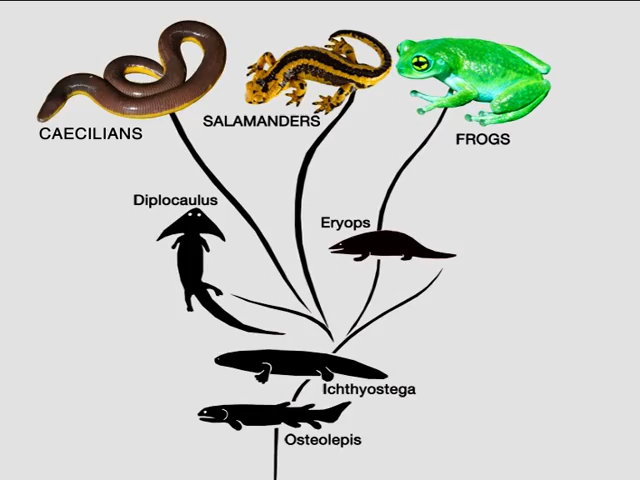 CAECILIANS
SALAMANDERS
FROGS
Diplocaulus
Eryops
Ichthyostega
Osteolepis